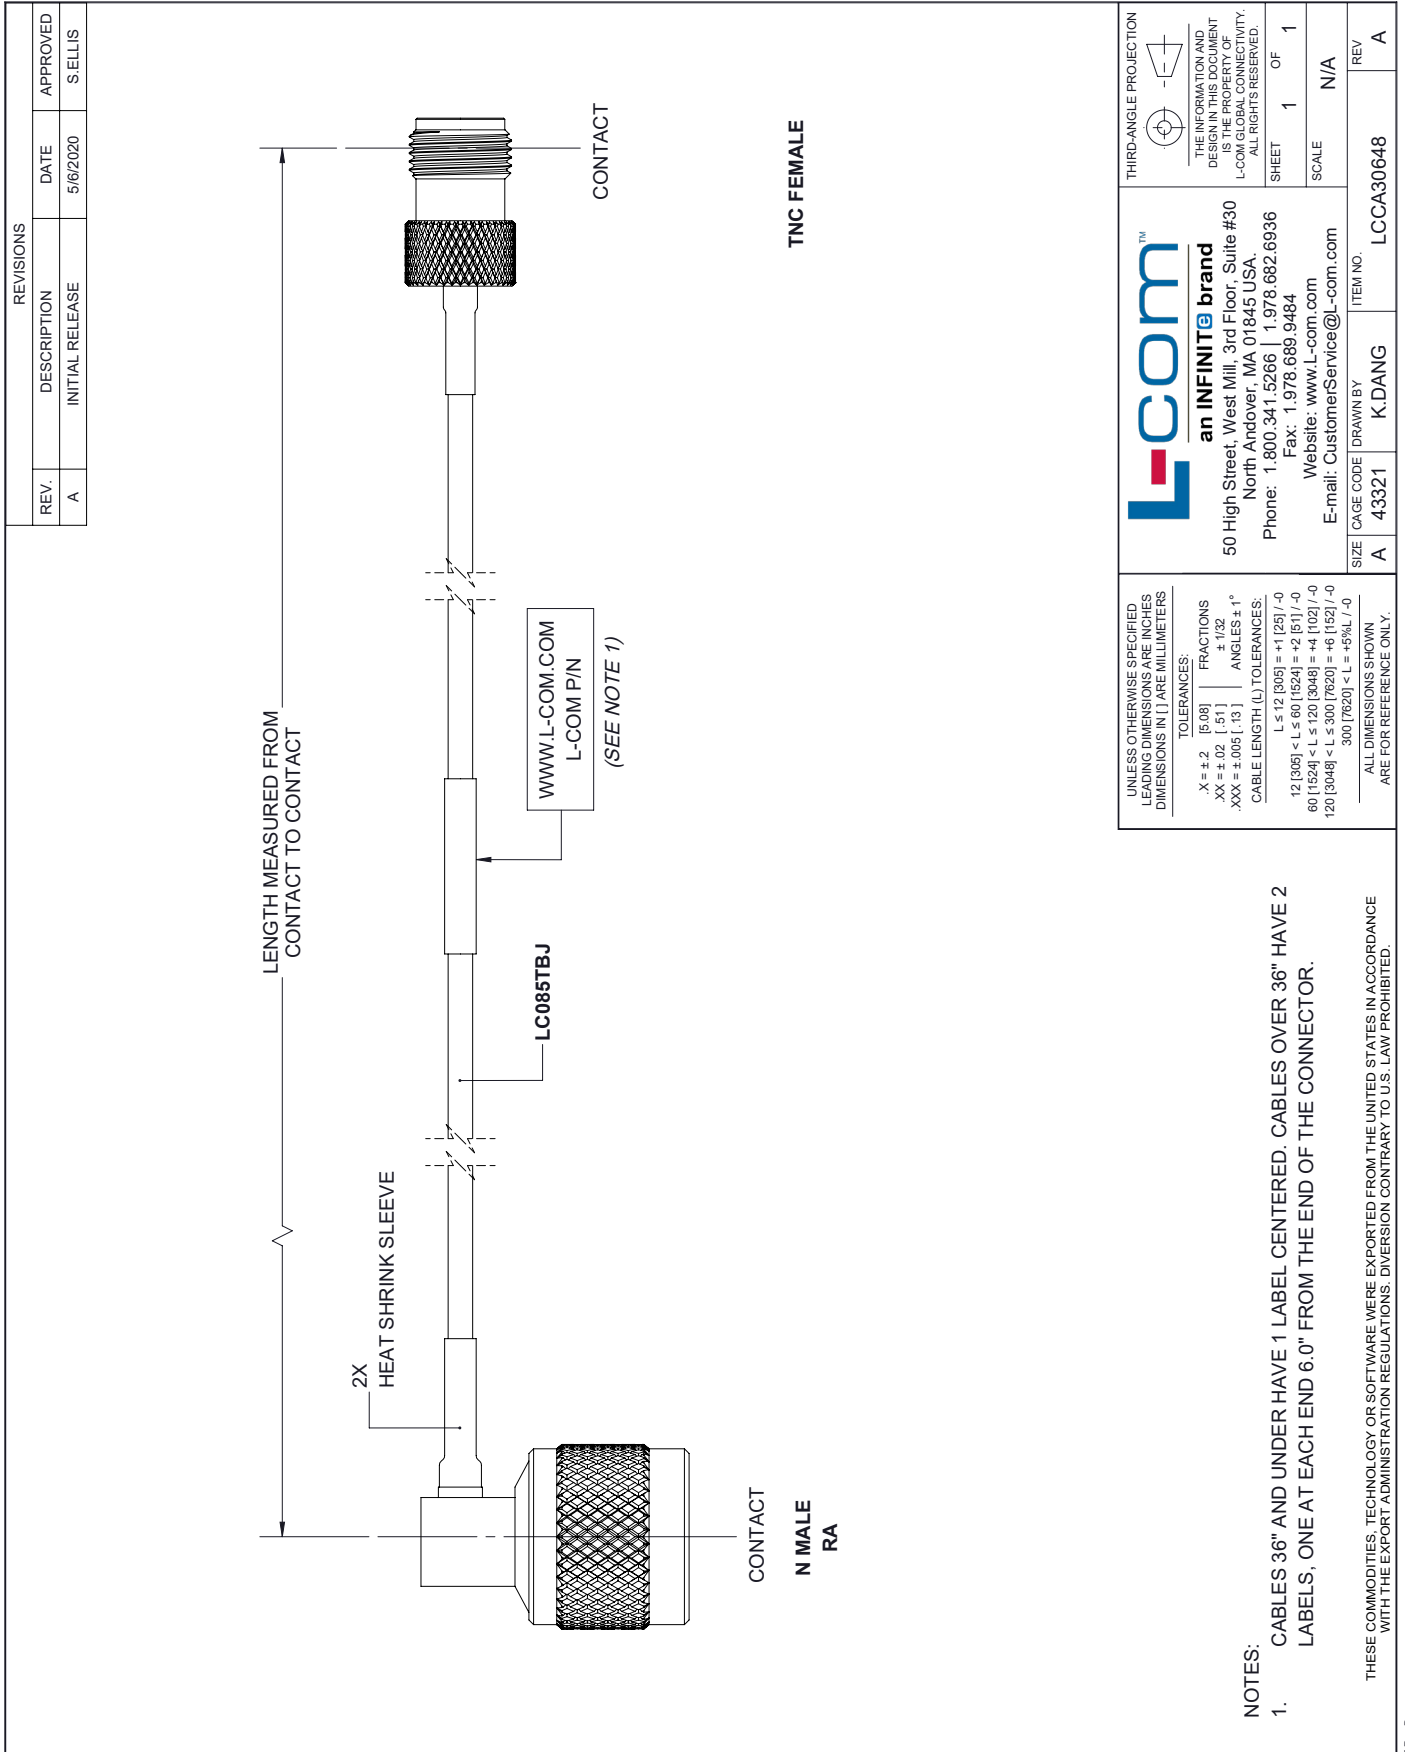 REVISIONS
REV. DESCRIPTION DATE APPROVED
A INITIAL RELEASE 5/6/2020 S.ELLIS
LENGTH MEASURED FROM
CONTACT TO CONTACT
2X
HEAT SHRINK SLEEVE
LC085TBJ
WWW.L-COM.COM
L-COM P/N
(SEE NOTE 1)
CONTACT
N MALE
RA
CONTACT
TNC FEMALE
NOTES:
1. CABLES 36" AND UNDER HAVE 1 LABEL CENTERED. CABLES OVER 36" HAVE 2
LABELS, ONE AT EACH END 6.0" FROM THE END OF THE CONNECTOR.
THESE COMMODITIES, TECHNOLOGY OR SOFTWARE WERE EXPORTED FROM THE UNITED STATES IN ACCORDANCE
WITH THE EXPORT ADMINISTRATION REGULATIONS. DIVERSION CONTRARY TO U.S. LAW PROHIBITED.
UNLESS OTHERWISE SPECIFIED
LEADING DIMENSIONS ARE INCHES
DIMENSIONS IN [ ] ARE MILLIMETERS
TOLERANCES:
.X = ± .2 [5.08] FRACTIONS
.XX = ± .02 [ .51 ] ± 1/32
.XXX = ± .005 [ .13 ] ANGLES ± 1°
CABLE LENGTH (L) TOLERANCES:
L ≤ 12 [305] = +1 [25] / -0
12 [305] < L ≤ 60 [1524] = +2 [51] / -0
60 [1524] < L ≤ 120 [3048] = +4 [102] / -0
120 [3048] < L ≤ 300 [7620] = +6 [152] / -0
300 [7620] < L = +5%L / -0
ALL DIMENSIONS SHOWN
ARE FOR REFERENCE ONLY.
L-com™
an INFINITe brand
50 High Street, West Mill, 3rd Floor, Suite #30
North Andover, MA 01845 USA.
Phone: 1.800.341.5266 | 1.978.682.6936
Fax: 1.978.689.9484
Website: www.L-com.com
E-mail: CustomerService@L-com.com
THIRD-ANGLE PROJECTION
THE INFORMATION AND
DESIGN IN THIS DOCUMENT
IS THE PROPERTY OF
L-COM GLOBAL CONNECTIVITY.
ALL RIGHTS RESERVED.
SHEET 1 OF 1
SCALE N/A
SIZE A
CAGE CODE 43321
DRAWN BY K.DANG
ITEM NO. LCCA30648
REV A